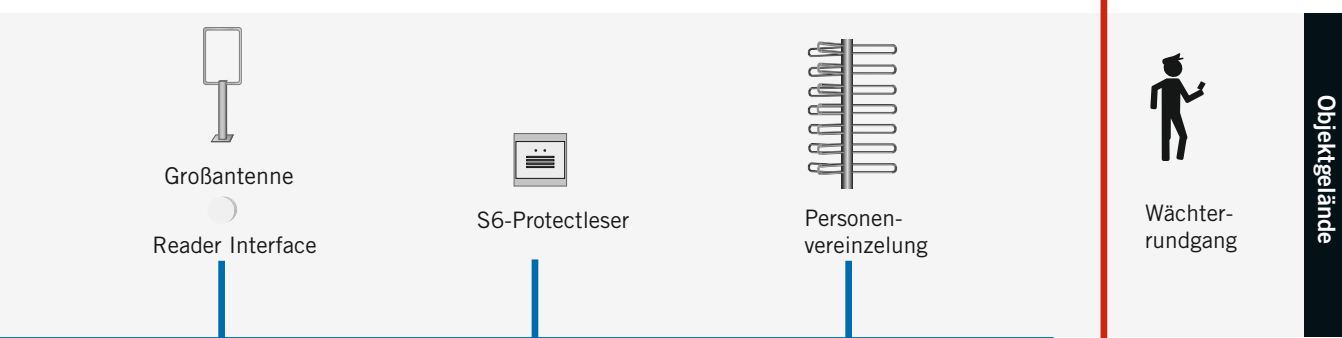 Großantenne
Reader Interface
S6-Protectleser
Personen-
vereinzelung
Wächter-
rundgang
Objektgelände